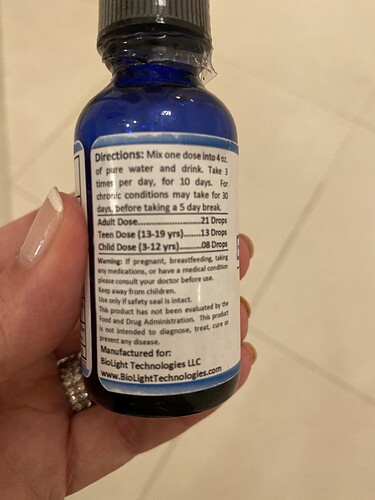 Directions: Mix one dose into 4 oz.
of pure water and drink. Take 3
times per day, for 10 days. For
chronic conditions may take for 30
days, before taking a 5 day break.
Adult Dose.....................21 Drops
Teen Dose (13-19 yrs)......13 Drops
Child Dose (3-12 yrs).......08 Drops
Warning: If pregnant, breastfeeding, taking
any medications, or have a medical condition
please consult your doctor before use.
Keep away from children.
Use only if safety seal is intact.
This product has not been evaluated by the
Food and Drug Administration. This product
is not intended to diagnose, treat, cure or
prevent any disease.
Manufactured for:
BioLight Technologies LLC
www.BioLightTechnologies.com